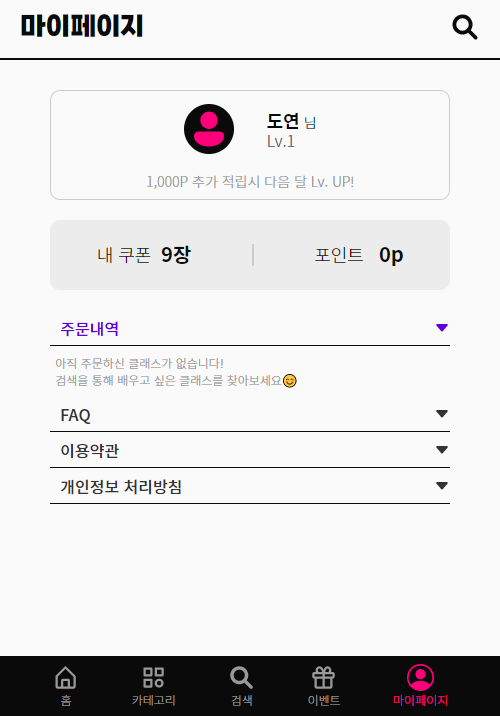 마이페이지
도연 님
Lv.1
1,000P 추가 적립시 다음 달 Lv. UP!
내 쿠폰 9장 포인트 0p
주문내역
아직 주문하신 클래스가 없습니다!
검색을 통해 배우고 싶은 클래스를 찾아보세요😊
FAQ
이용약관
개인정보 처리방침
홈 카테고리 검색 이벤트 마이페이지